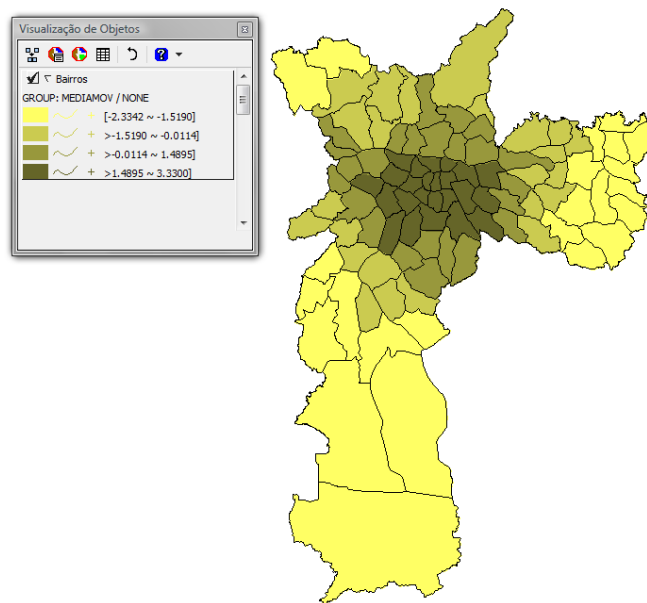 Visualização de Objetos
Bairros
GROUP: MEDIAMOV / NONE
[-2.3342 ~ -1.5190]
>-1.5190 ~ -0.0114]
>-0.0114 ~ 1.4895]
>1.4895 ~ 3.3300]